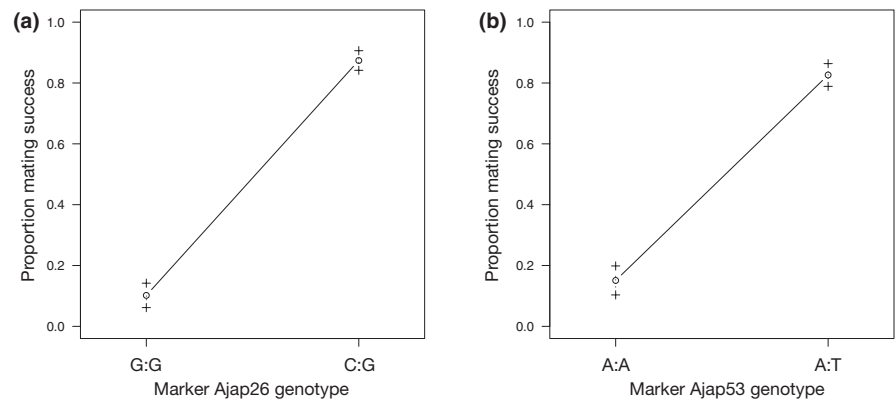 (a)
1.0
0.8
0.6
0.4
0.2
0.0
Proportion mating success
G:G C:G
Marker Ajap26 genotype
(b)
1.0
0.8
0.6
0.4
0.2
0.0
Proportion mating success
A:A A:T
Marker Ajap53 genotype